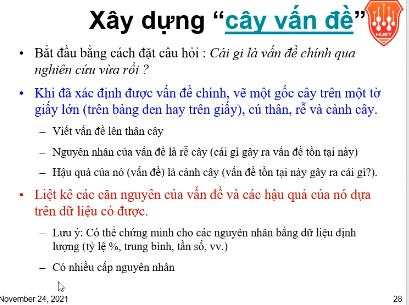 Xây dựng “cây vấn đề”
HUST
• Bắt đầu bằng cách đặt câu hỏi : Cái gì là vấn đề chính qua
nghiên cứu vừa rồi ?
• Khi đã xác định được vấn đề chính, vẽ một gốc cây trên một tờ
giấy lớn (trên bảng đen hay trên giấy), củ thân, rễ và cành cây.
– Viết vấn đề lên thân cây
– Nguyên nhân của vấn đề là rễ cây (cái gì gây ra vấn đề tồn tại này)
– Hậu quả của nó (vấn đề) là cành cây (vấn đề tồn tại này gây ra cái gì?).
• Liệt kê các căn nguyên của vấn đề và các hậu quả của nó dựa
trên dữ liệu có được.
– Lưu ý: Có thể chứng minh cho các nguyên nhân bằng dữ liệu định
lượng (tỷ lệ %, trung bình, tần số, vv.)
– Có nhiều cấp nguyên nhân
November 24, 2021
28